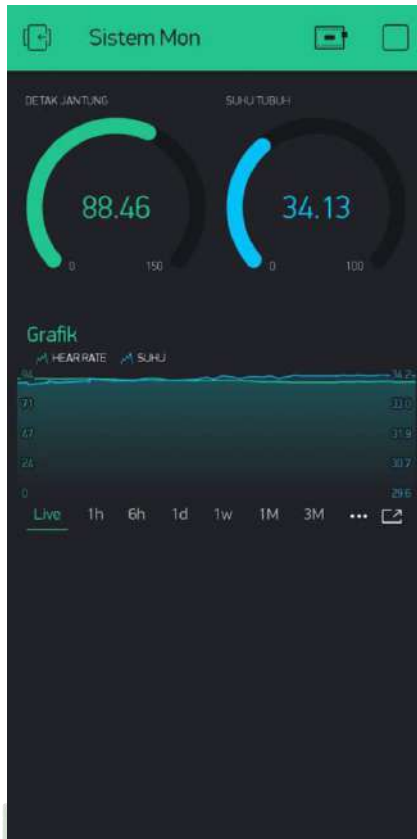 Sistem Mon
DETAK JANTUNG SUHU TUBUH
88.46 34.13
0 150 0 100
Grafik
HEAR RATE SUHU
94 34.2
71 33.0
47 31.9
24 30.7
0 29.6
Live 1h 6h 1d 1w 1M 3M ...